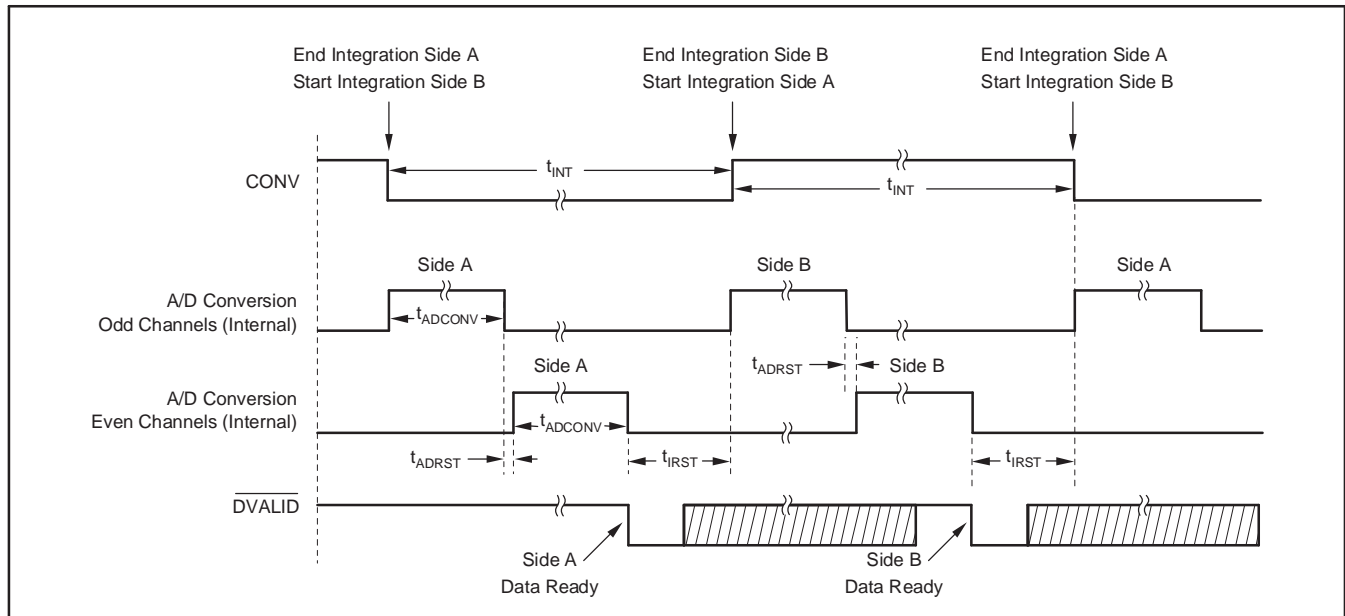 End Integration Side A
Start Integration Side B
End Integration Side B
Start Integration Side A
End Integration Side A
Start Integration Side B
CONV
tINT
tINT
Side A
Side B
Side A
A/D Conversion
Odd Channels (Internal)
tADCONV
Side A
tADRST
Side B
A/D Conversion
Even Channels (Internal)
tADCONV
tADRST
tIRST
tIRST
DVALID
Side A
Data Ready
Side B
Data Ready